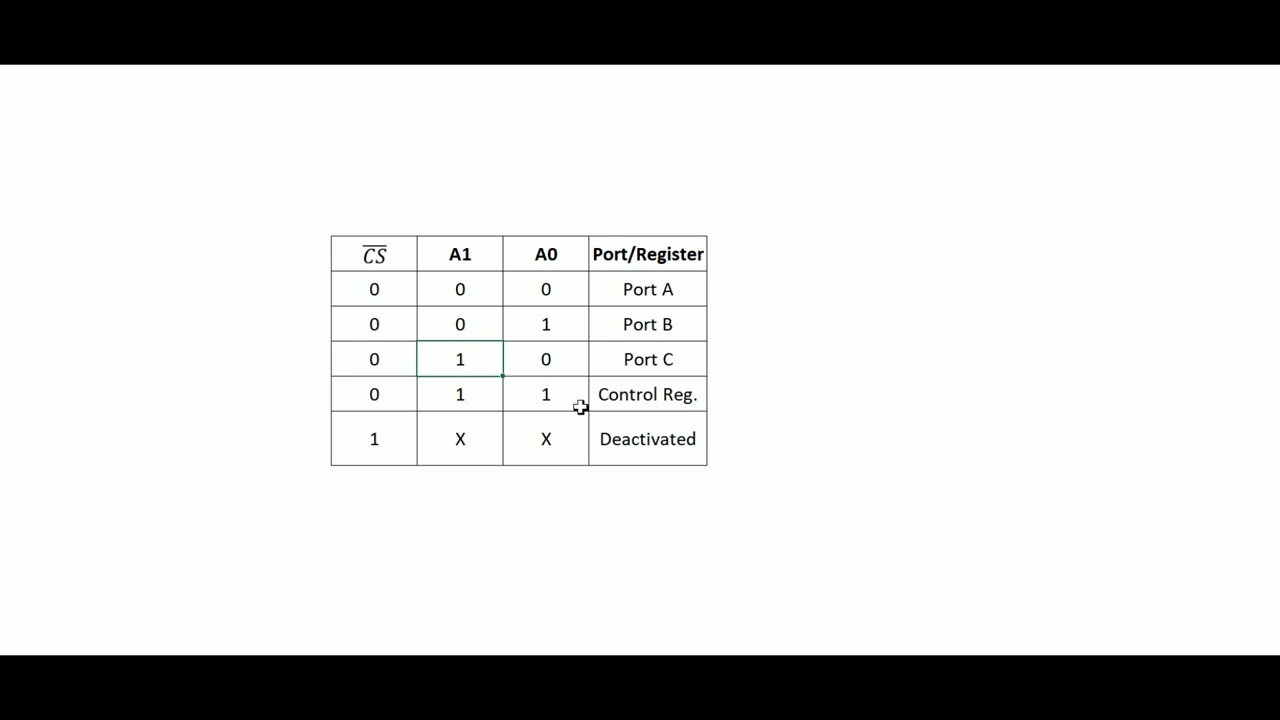 C̅S̅ A1 A0 Port/Register
0 0 0 Port A
0 0 1 Port B
0 1 0 Port C
0 1 1 Control Reg.
1 X X Deactivated